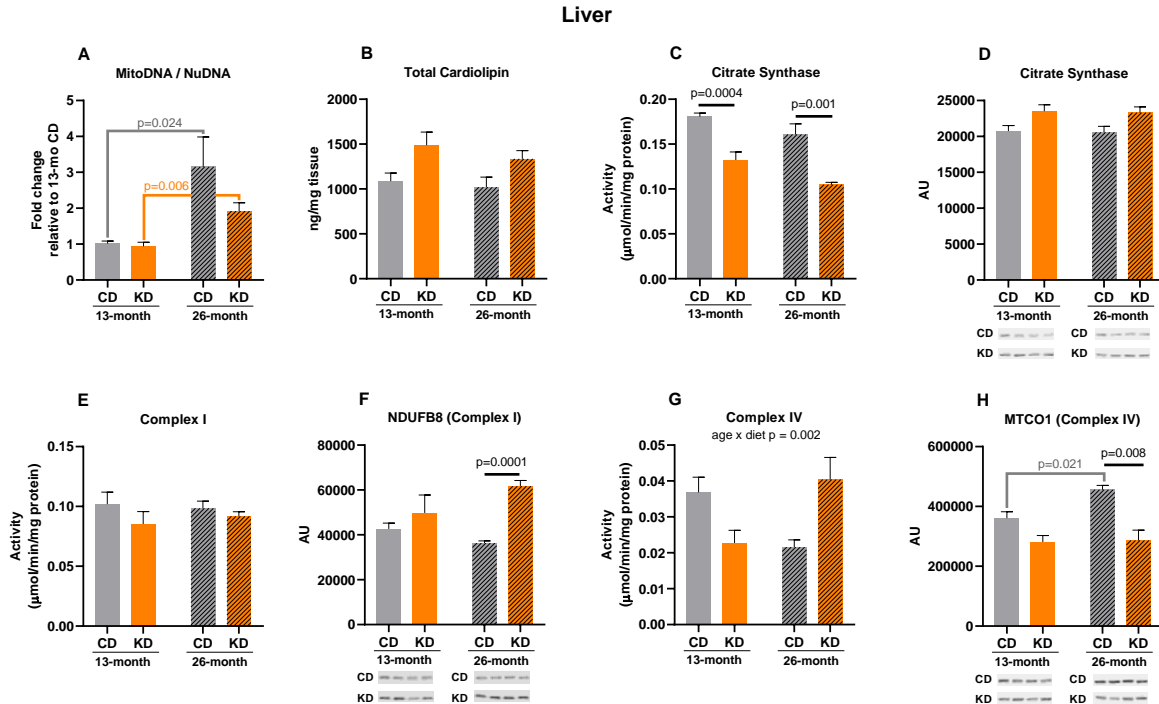 Liver
A
MitoDNA / NuDNA
Fold change
relative to 13-mo CD
5
4
3
2
1
0
p=0.024
p=0.006
CD KD CD KD
13-month 26-month
B
Total Cardiolipin
ng/mg tissue
2000
1500
1000
500
0
CD KD CD KD
13-month 26-month
C
Citrate Synthase
Activity
(μmol/min/mg protein)
0.20
0.15
0.10
0.05
0.00
p=0.0004
p=0.001
CD KD CD KD
13-month 26-month
D
Citrate Synthase
AU
25000
20000
15000
10000
5000
0
CD KD CD KD
13-month 26-month
CD CD
KD KD
E
Complex I
Activity
(μmol/min/mg protein)
0.15
0.10
0.05
0.00
CD KD CD KD
13-month 26-month
F
NDUFB8 (Complex I)
AU
80000
60000
40000
20000
0
p=0.0001
CD KD CD KD
13-month 26-month
CD CD
KD KD
G
Complex IV
age x diet p = 0.002
Activity
(μmol/min/mg protein)
0.05
0.04
0.03
0.02
0.01
0.00
CD KD CD KD
13-month 26-month
H
MTCO1 (Complex IV)
AU
600000
400000
200000
0
p=0.021
p=0.008
CD KD CD KD
13-month 26-month
CD CD
KD KD